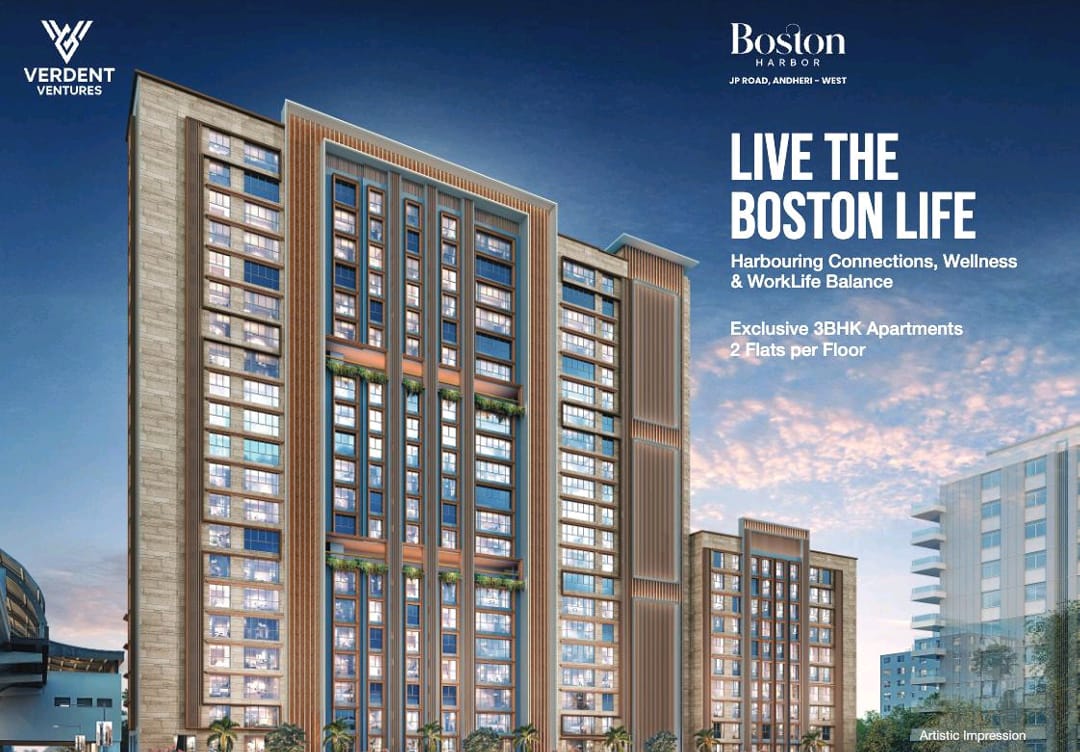 VERDENT
VENTURES
Boston
HARBOR
JP ROAD, ANDHERI - WEST
LIVE THE
BOSTON LIFE
Harbouring Connections, Wellness
& WorkLife Balance
Exclusive 3BHK Apartments
2 Flats per Floor
Artistic Impression